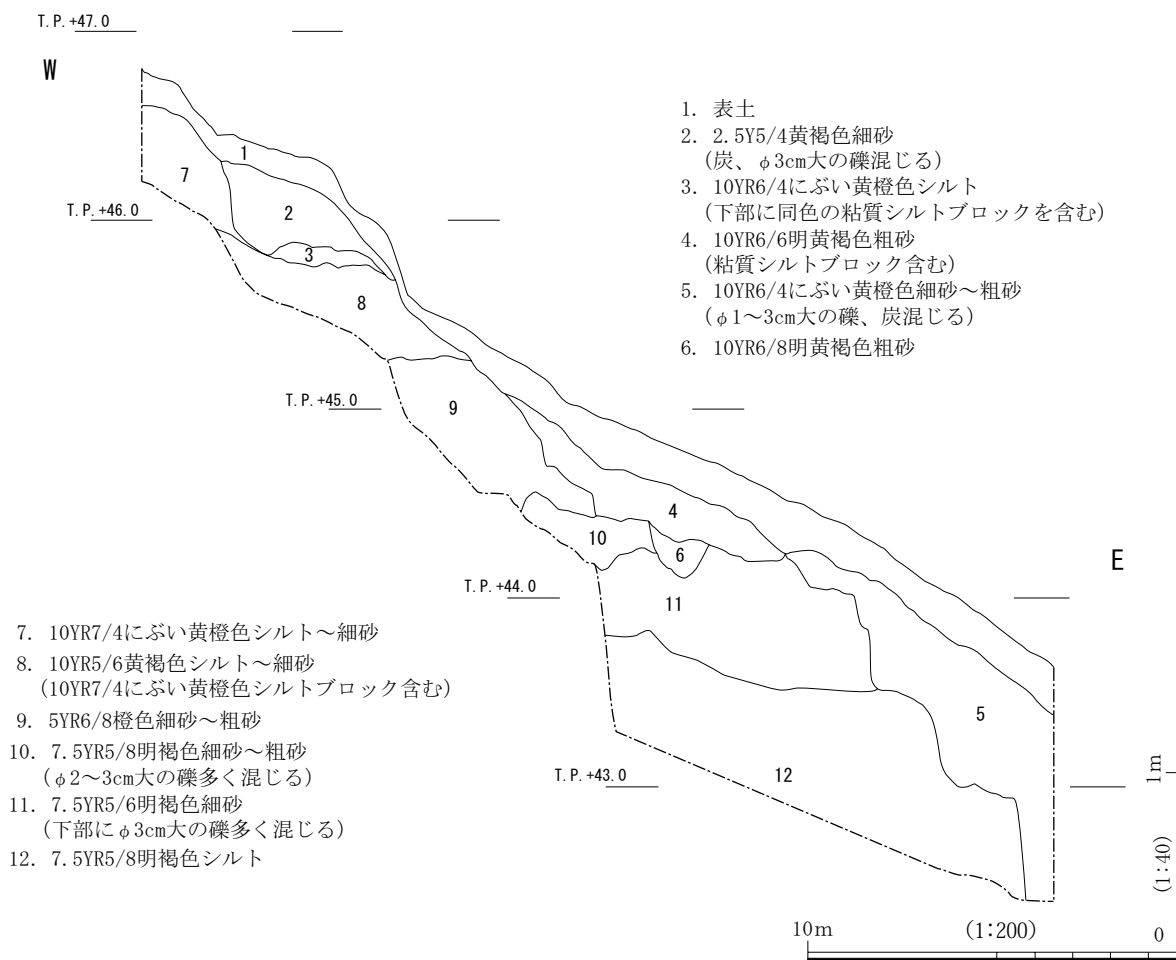 T.P.+47.0
W
1. 表土
2. 2.5Y5/4黄褐色細砂
(炭、φ3cm大の礫混じる)
3. 10YR6/4にぶい黄橙色シルト
(下部に同色の粘質シルトブロックを含む)
4. 10YR6/6明黄褐色粗砂
(粘質シルトブロック含む)
5. 10YR6/4にぶい黄橙色細砂～粗砂
(φ1～3cm大の礫、炭混じる)
6. 10YR6/8明黄褐色粗砂
1
7
2
T.P.+46.0
3
8
T.P.+45.0
9
4
10
6
E
T.P.+44.0
11
7. 10YR7/4にぶい黄橙色シルト～細砂
8. 10YR5/6黄褐色シルト～細砂
(10YR7/4にぶい黄橙色シルトブロック含む)
9. 5YR6/8橙色細砂～粗砂
10. 7.5YR5/8明褐色細砂～粗砂
(φ2～3cm大の礫多く混じる)
11. 7.5YR5/6明褐色細砂
(下部にφ3cm大の礫多く混じる)
12. 7.5YR5/8明褐色シルト
5
T.P.+43.0
12
1m
(1:40)
10m
(1:200)
0